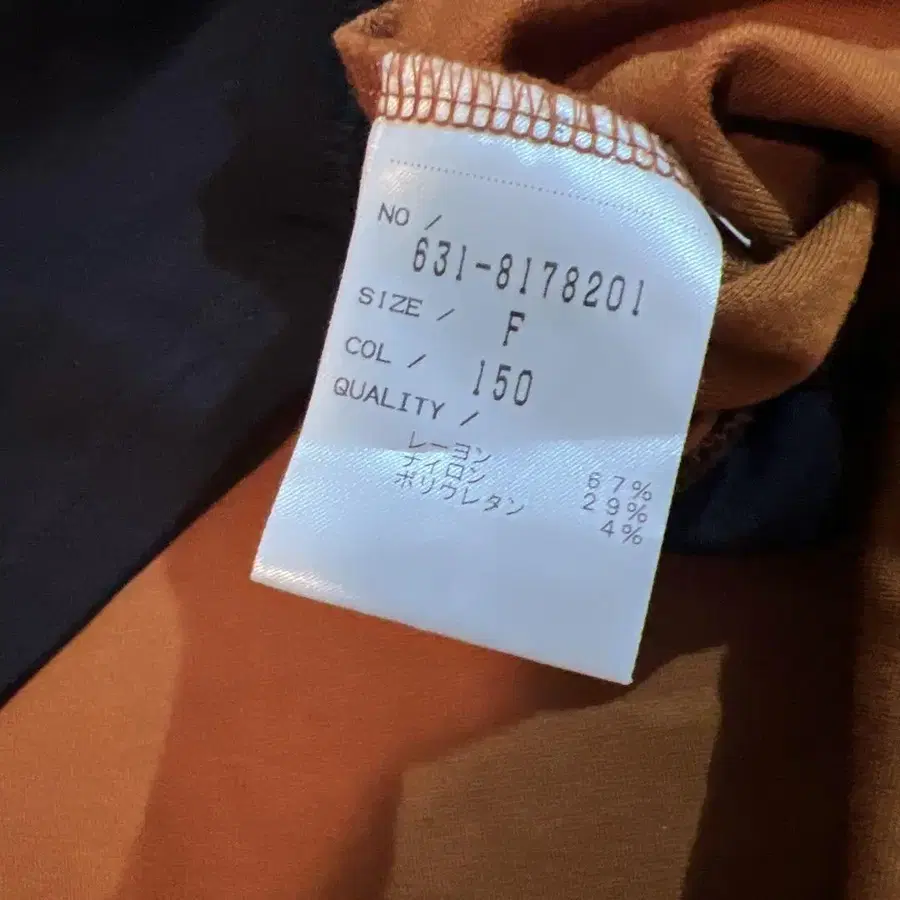 NO /
631-8178201
SIZE / F
COL / 150
QUALITY /
レーヨン 67%
ナイロン 29%
ポリウレタン 4%